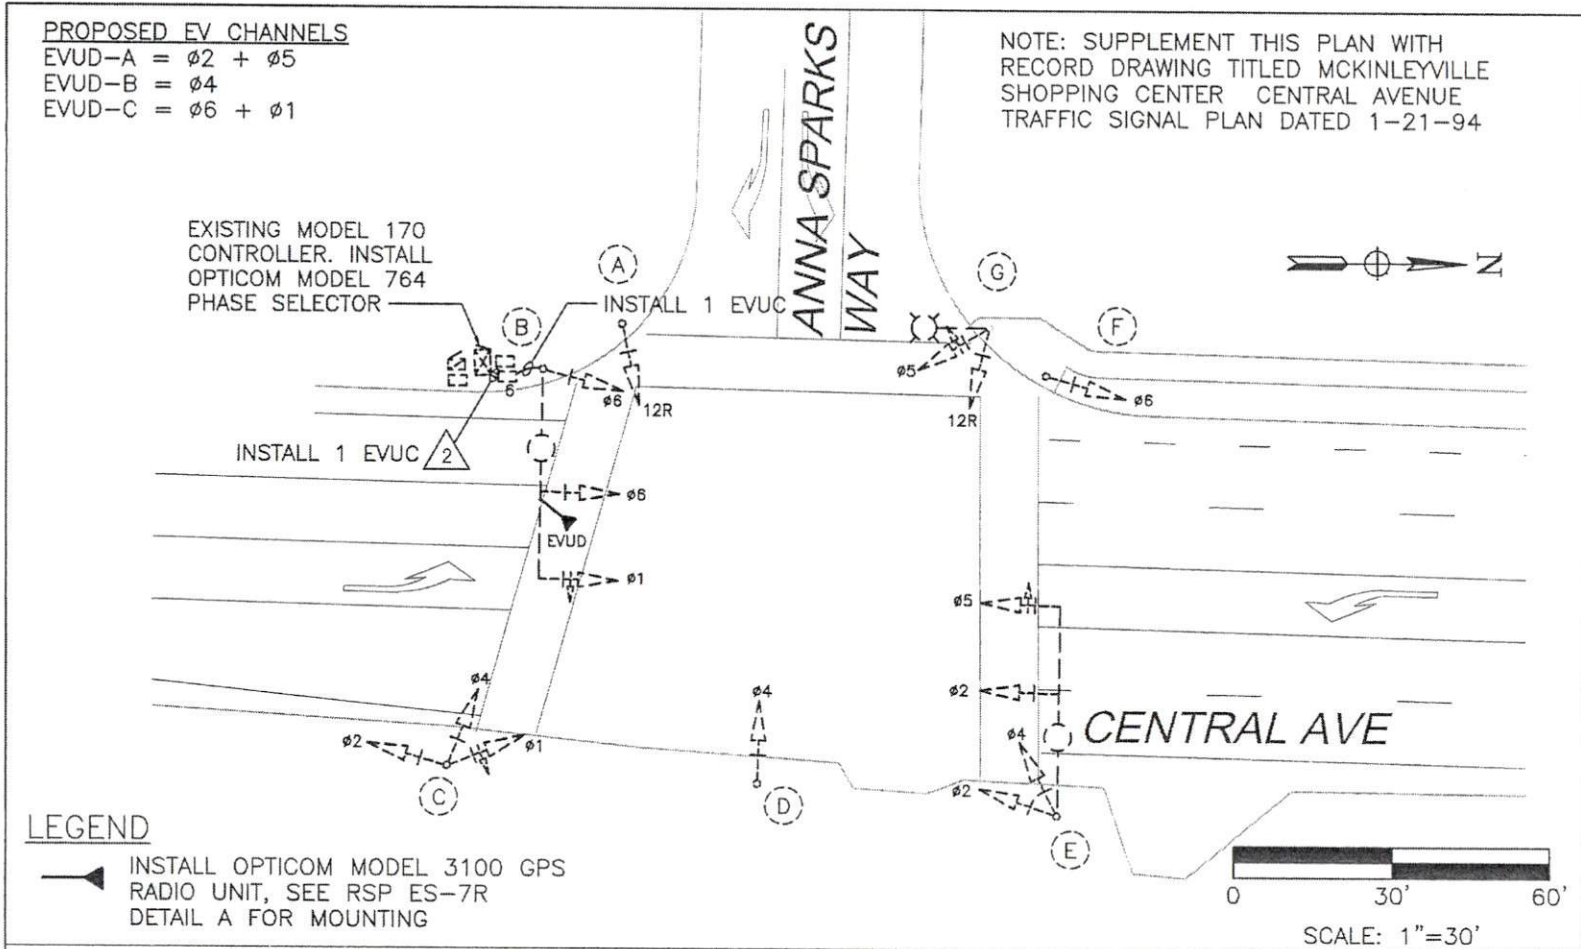 PROPOSED EV CHANNELS
EVUD-A = ø2 + ø5
EVUD-B = ø4
EVUD-C = ø6 + ø1
NOTE: SUPPLEMENT THIS PLAN WITH
RECORD DRAWING TITLED MCKINLEYVILLE
SHOPPING CENTER CENTRAL AVENUE
TRAFFIC SIGNAL PLAN DATED 1-21-94
ANNA SPARKS
WAY
EXISTING MODEL 170
CONTROLLER. INSTALL
OPTICOM MODEL 764
PHASE SELECTOR
A
INSTALL 1 EVUC
B
G
F
N
ø5
6
ø6
12R
12R
ø6
INSTALL 1 EVUC
2
ø6
EVUD
ø1
ø5
ø4
ø4
ø2
CENTRAL AVE
ø2
ø1
ø4
ø2
C
D
E
LEGEND
INSTALL OPTICOM MODEL 3100 GPS
RADIO UNIT, SEE RSP ES-7R
DETAIL A FOR MOUNTING
0 30' 60'
SCALE: 1"=30'